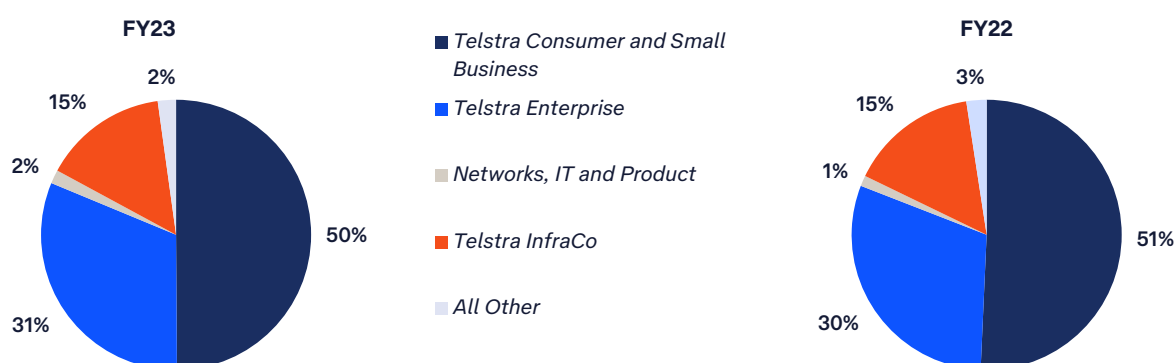 FY23
2%
15%
2%
50%
31%
Telstra Consumer and Small
Business
Telstra Enterprise
Networks, IT and Product
Telstra InfraCo
All Other
FY22
3%
15%
1%
51%
30%